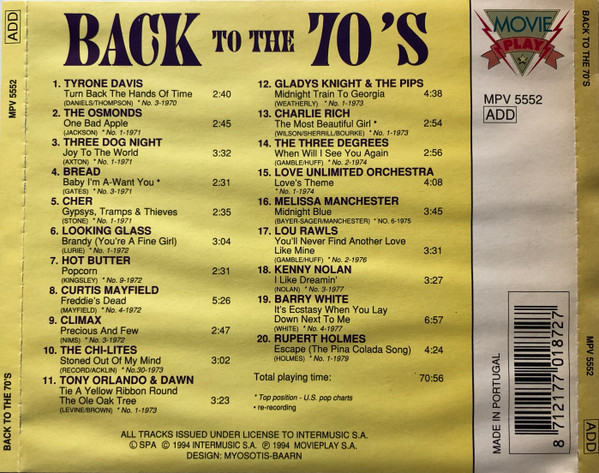 BACK TO THE 70'S
1. TYRONE DAVIS
Turn Back The Hands Of Time 2:40
(DANIELS/THOMPSON) * No. 3-1970
2. THE OSMONDS
One Bad Apple 2:45
(JACKSON) * No. 1-1971
3. THREE DOG NIGHT
Joy To The World 3:32
(AXTON) * No. 1-1971
4. BREAD
Baby I'm A-Want You * 2:31
(GATES) * No. 3-1971
5. CHER
Gypsys, Tramps & Thieves 2:35
(STONE) * No. 1-1971
6. LOOKING GLASS
Brandy (You're A Fine Girl) 3:04
(LURIE) * No. 1-1972
7. HOT BUTTER
Popcorn 2:31
(KINGSLEY) * No. 9-1972
8. CURTIS MAYFIELD
Freddie's Dead 5:26
(MAYFIELD) * No. 4-1972
9. CLIMAX
Precious And Few 2:47
(NIMS) * No. 3-1972
10. THE CHI-LITES
Stoned Out Of My Mind 3:02
(RECORD/ACKLIN) * No.30-1973
11. TONY ORLANDO & DAWN
Tie A Yellow Ribbon Round
The Ole Oak Tree 3:23
(LEVINE/BROWN) * No. 1-1973
12. GLADYS KNIGHT & THE PIPS
Midnight Train To Georgia 4:38
(WEATHERLY) * No. 1-1973
13. CHARLIE RICH
The Most Beautiful Girl * 2:54
(WILSON/SHERRILL/BOURKE) * No. 1-1973
14. THE THREE DEGREES
When Will I See You Again 2:56
(GAMBLE/HUFF) * No. 2-1974
15. LOVE UNLIMITED ORCHESTRA
Love's Theme 4:08
* No. 1-1974
16. MELISSA MANCHESTER
Midnight Blue 3:45
(BAYER-SAGER/MANCHESTER) * NO. 6-1975
17. LOU RAWLS
You'll Never Find Another Love
Like Mine 3:31
(GAMBLE/HUFF) * No. 2-1976
18. KENNY NOLAN
I Like Dreamin' 3:27
(NOLAN) * No. 3-1977
19. BARRY WHITE
It's Ecstasy When You Lay
Down Next To Me 6:57
(WHITE) * No. 4-1977
20. RUPERT HOLMES
Escape (The Pina Colada Song) 4:24
(HOLMES) * No. 1-1979
Total playing time: 70:56
* Top position - U.S. pop charts
• re-recording
ALL TRACKS ISSUED UNDER LICENSE TO INTERMUSIC S.A.
© SPA © 1994 INTERMUSIC S.A. ℗ 1994 MOVIEPLAY S.A.
DESIGN: MYOSOTIS-BAARN
MOVIE
PLAY
MPV 5552
ADD
MADE IN PORTUGAL
8 712177 018727
ADD
MPV 5552
BACK TO THE 70'S
BACK TO THE 70'S
MPV 5552
ADD